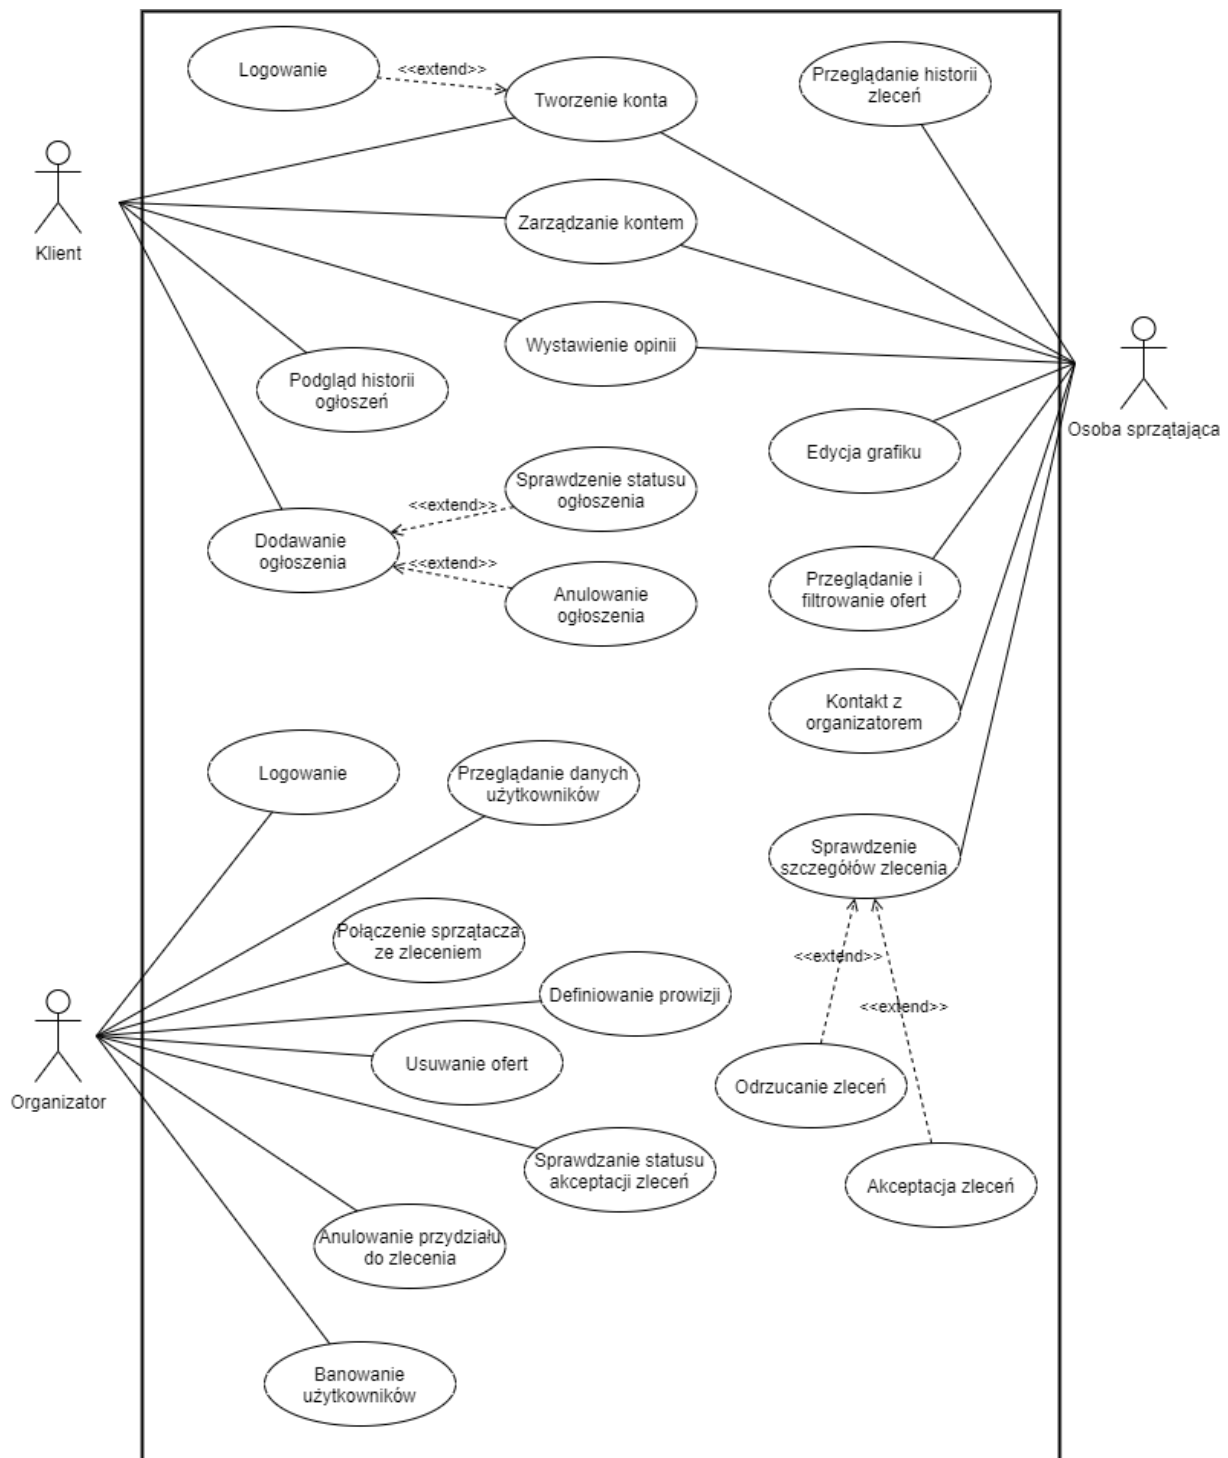 Logowanie
<<extend>>
Tworzenie konta
Przeglądanie historii
zleceń
Klient
Zarządzanie kontem
Wystawienie opinii
Podgląd historii
ogłoszeń
Osoba sprzątająca
Edycja grafiku
Sprawdzenie statusu
ogłoszenia
<<extend>>
Dodawanie
ogłoszenia
<<extend>>
Anulowanie
ogłoszenia
Przeglądanie i
filtrowanie ofert
Kontakt z
organizatorem
Logowanie
Przeglądanie danych
użytkowników
Sprawdzenie
szczegółów zlecenia
Połączenie sprzątacza
ze zleceniem
<<extend>>
Definiowanie prowizji
<<extend>>
Usuwanie ofert
Organizator
Odrzucanie zleceń
Sprawdzanie statusu
akceptacji zleceń
Akceptacja zleceń
Anulowanie przydziału
do zlecenia
Banowanie
użytkowników